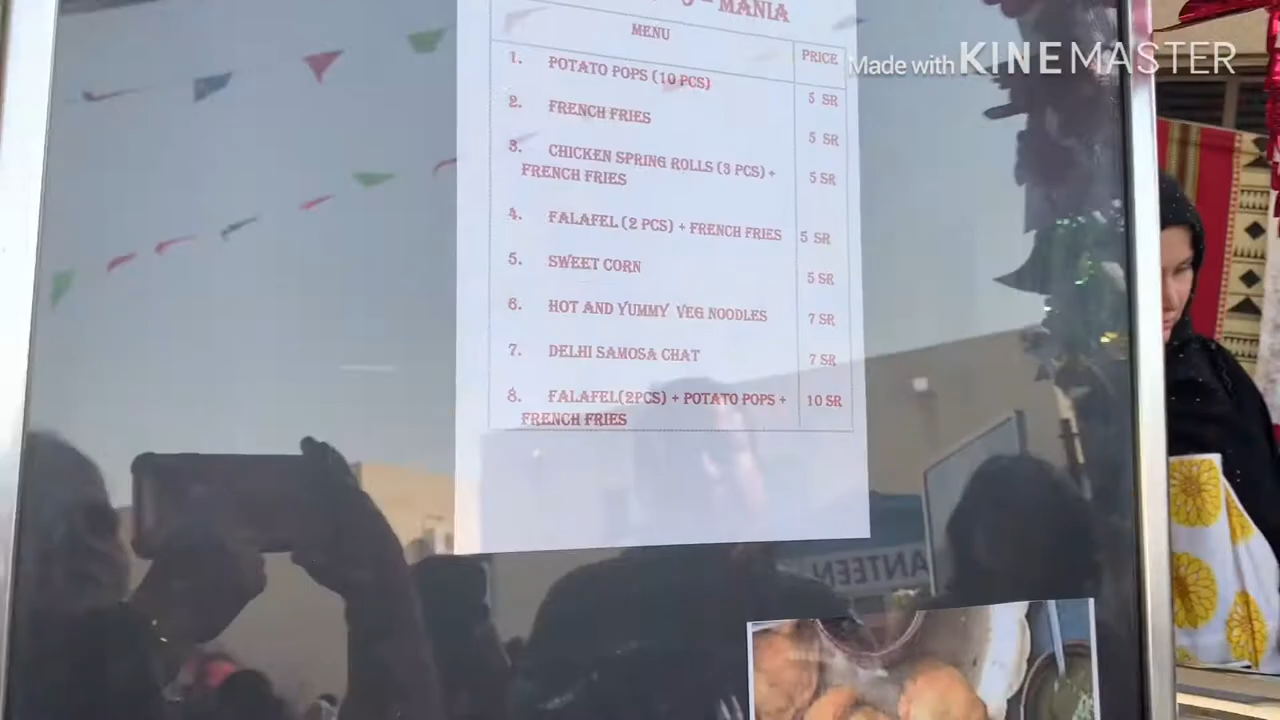 – MANIA
MENU
PRICE
Made with KINEMASTER
1. POTATO POPS (10 PCS) 5 SR
2. FRENCH FRIES 5 SR
3. CHICKEN SPRING ROLLS (3 PCS) + 5 SR
FRENCH FRIES
4. FALAFEL (2 PCS) + FRENCH FRIES 5 SR
5. SWEET CORN 5 SR
6. HOT AND YUMMY VEG NOODLES 7 SR
7. DELHI SAMOSA CHAT 7 SR
8. FALAFEL(2PCS) + POTATO POPS + 10 SR
FRENCH FRIES
ANTEEN